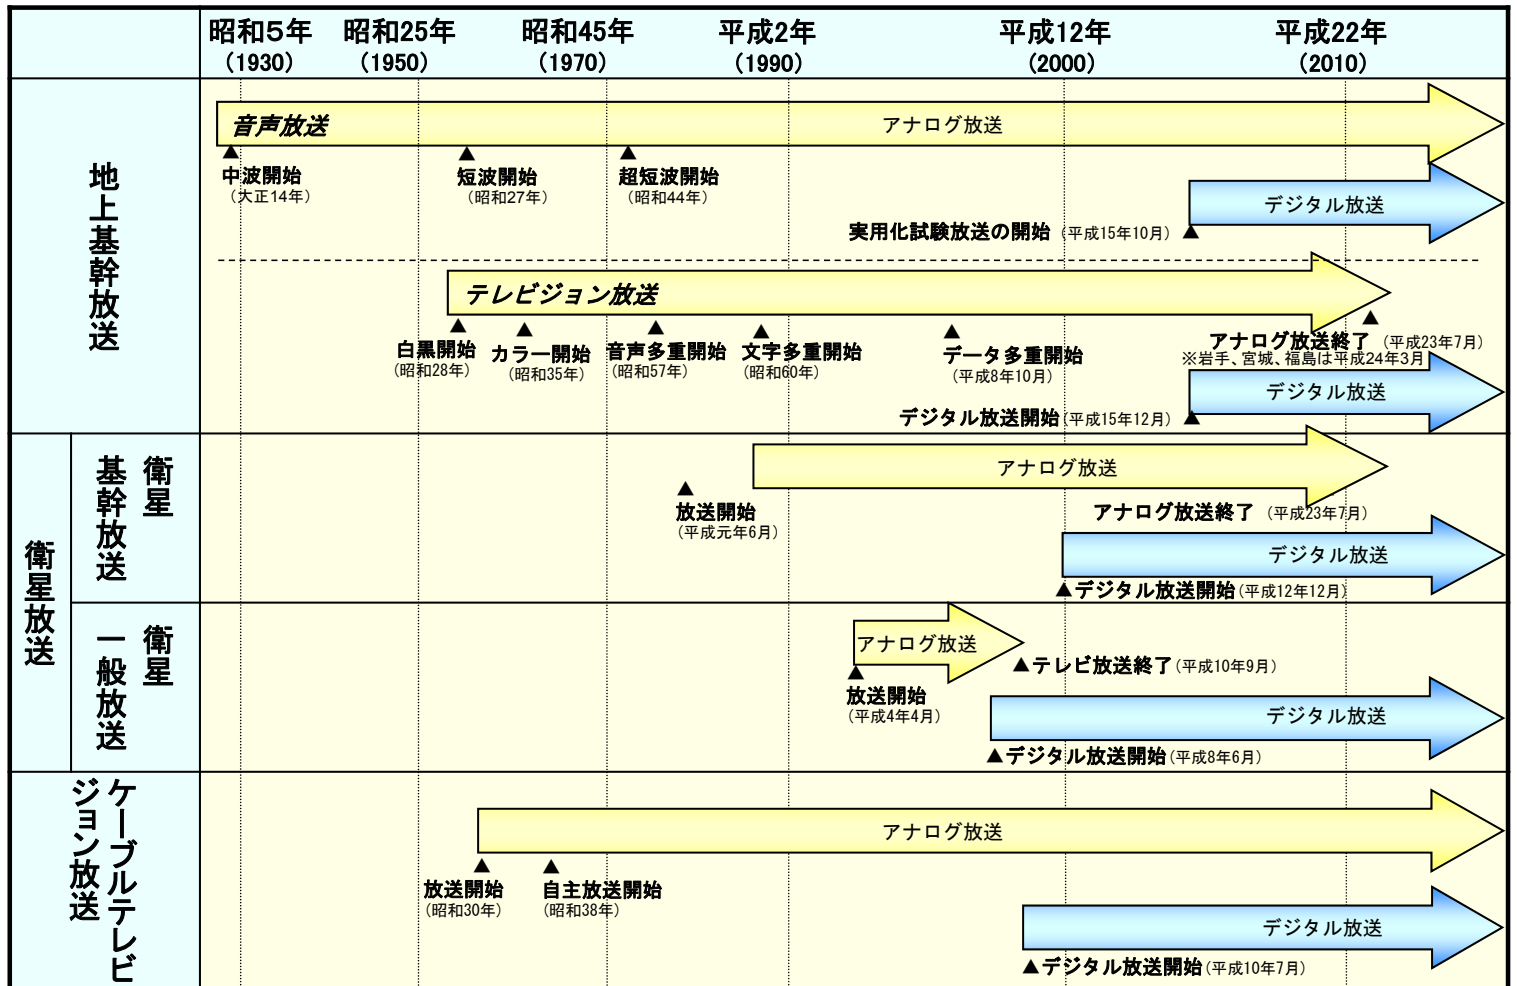 昭和5年 昭和25年 昭和45年 平成2年 平成12年 平成22年
(1930) (1950) (1970) (1990) (2000) (2010)
地上基幹放送
音声放送
アナログ放送
▲ ▲ ▲
中波開始 短波開始 超短波開始
(大正14年) (昭和27年) (昭和44年)
デジタル放送
実用化試験放送の開始 (平成15年10月) ▲
テレビジョン放送
▲ ▲ ▲ ▲ ▲ ▲
白黒開始 カラー開始 音声多重開始 文字多重開始 データ多重開始 アナログ放送終了 (平成23年7月)
(昭和28年) (昭和35年) (昭和57年) (昭和60年) (平成8年10月) ※岩手、宮城、福島は平成24年3月
デジタル放送
デジタル放送開始(平成15年12月) ▲
衛星放送
衛星
基幹放送
アナログ放送
▲
放送開始
(平成元年6月)
アナログ放送終了 (平成23年7月)
デジタル放送
▲デジタル放送開始(平成12年12月)
衛星
一般放送
アナログ放送
▲
放送開始
(平成4年4月)
▲テレビ放送終了(平成10年9月)
デジタル放送
▲デジタル放送開始(平成8年6月)
ケーブルテレビ
ジョン放送
アナログ放送
▲ ▲
放送開始 自主放送開始
(昭和30年) (昭和38年)
デジタル放送
▲デジタル放送開始(平成10年7月)